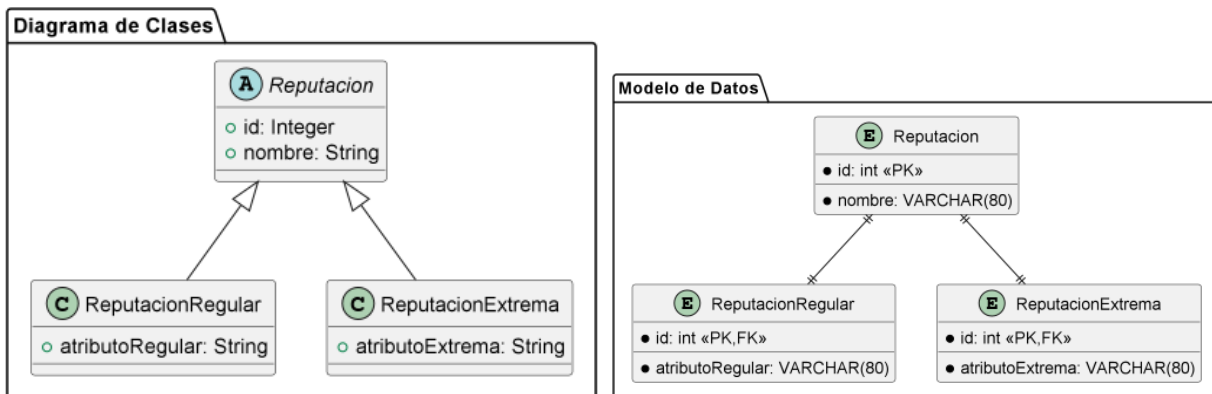 Diagrama de Clases
A Reputacion
id: Integer
nombre: String
C ReputacionRegular
atributoRegular: String
C ReputacionExtrema
atributoExtrema: String
Modelo de Datos
E Reputacion
id: int «PK»
nombre: VARCHAR(80)
E ReputacionRegular
id: int «PK,FK»
atributoRegular: VARCHAR(80)
E ReputacionExtrema
id: int «PK,FK»
atributoExtrema: VARCHAR(80)